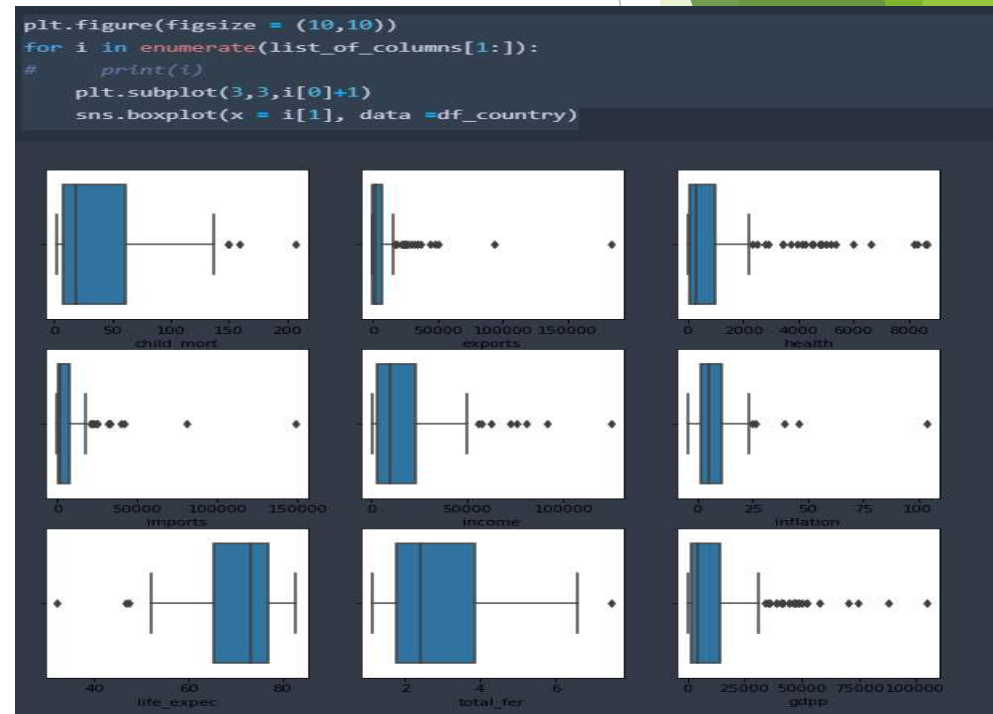 plt.figure(figsize = (10,10))
for i in enumerate(list_of_columns[1:]):
#     print(i)
    plt.subplot(3,3,i[0]+1)
    sns.boxplot(x = i[1], data =df_country)
0 50 100 150 200
child_mort
0 50000 100000 150000
exports
0 2000 4000 6000 8000
health
0 50000 100000 150000
imports
0 50000 100000
income
0 25 50 75 100
inflation
40 60 80
life_expec
2 4 6
total_fer
0 25000 50000 75000 100000
gdpp